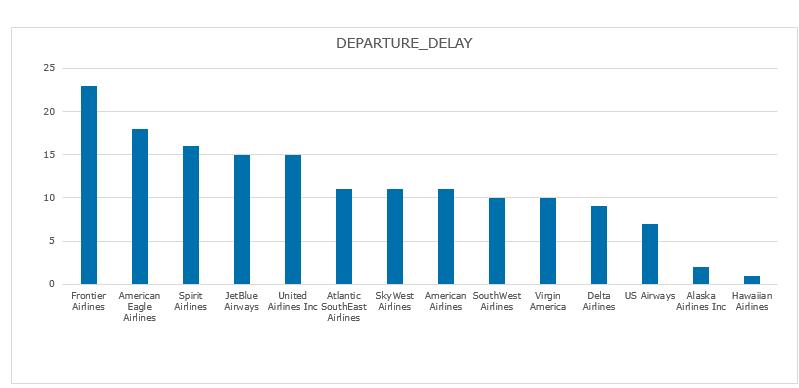 DEPARTURE_DELAY
25
20
15
10
5
0
Frontier
Airlines
American
Eagle
Airlines
Spirit
Airlines
JetBlue
Airways
United
Airlines Inc
Atlantic
SouthEast
Airlines
SkyWest
Airlines
American
Airlines
SouthWest
Airlines
Virgin
America
Delta
Airlines
US Airways
Alaska
Airlines Inc
Hawaiian
Airlines